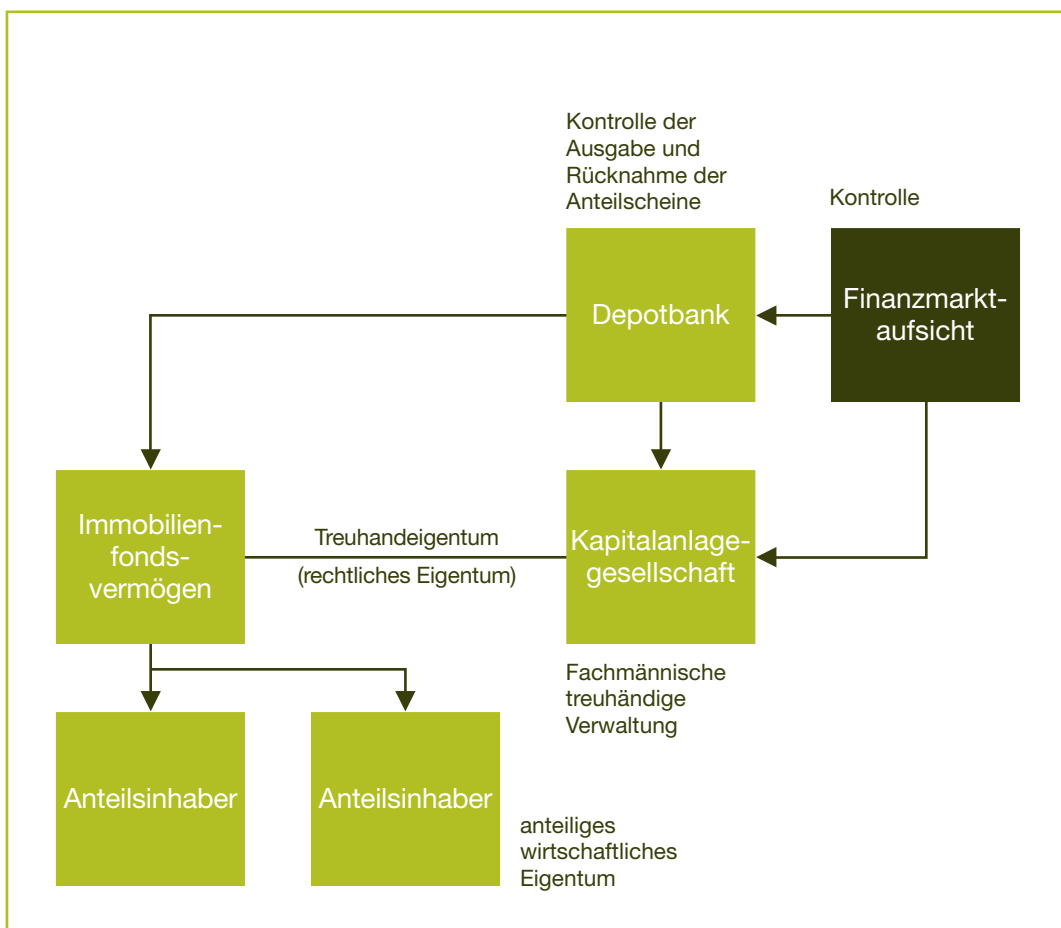 Kontrolle der
Ausgabe und
Rücknahme der
Anteilscheine
Kontrolle
Depotbank
Finanzmarkt-
aufsicht
Immobilien-
fonds-
vermögen
Treuhandeigentum
(rechtliches Eigentum)
Kapitalanlage-
gesellschaft
Fachmännische
treuhändige
Verwaltung
Anteilsinhaber
Anteilsinhaber
anteiliges
wirtschaftliches
Eigentum